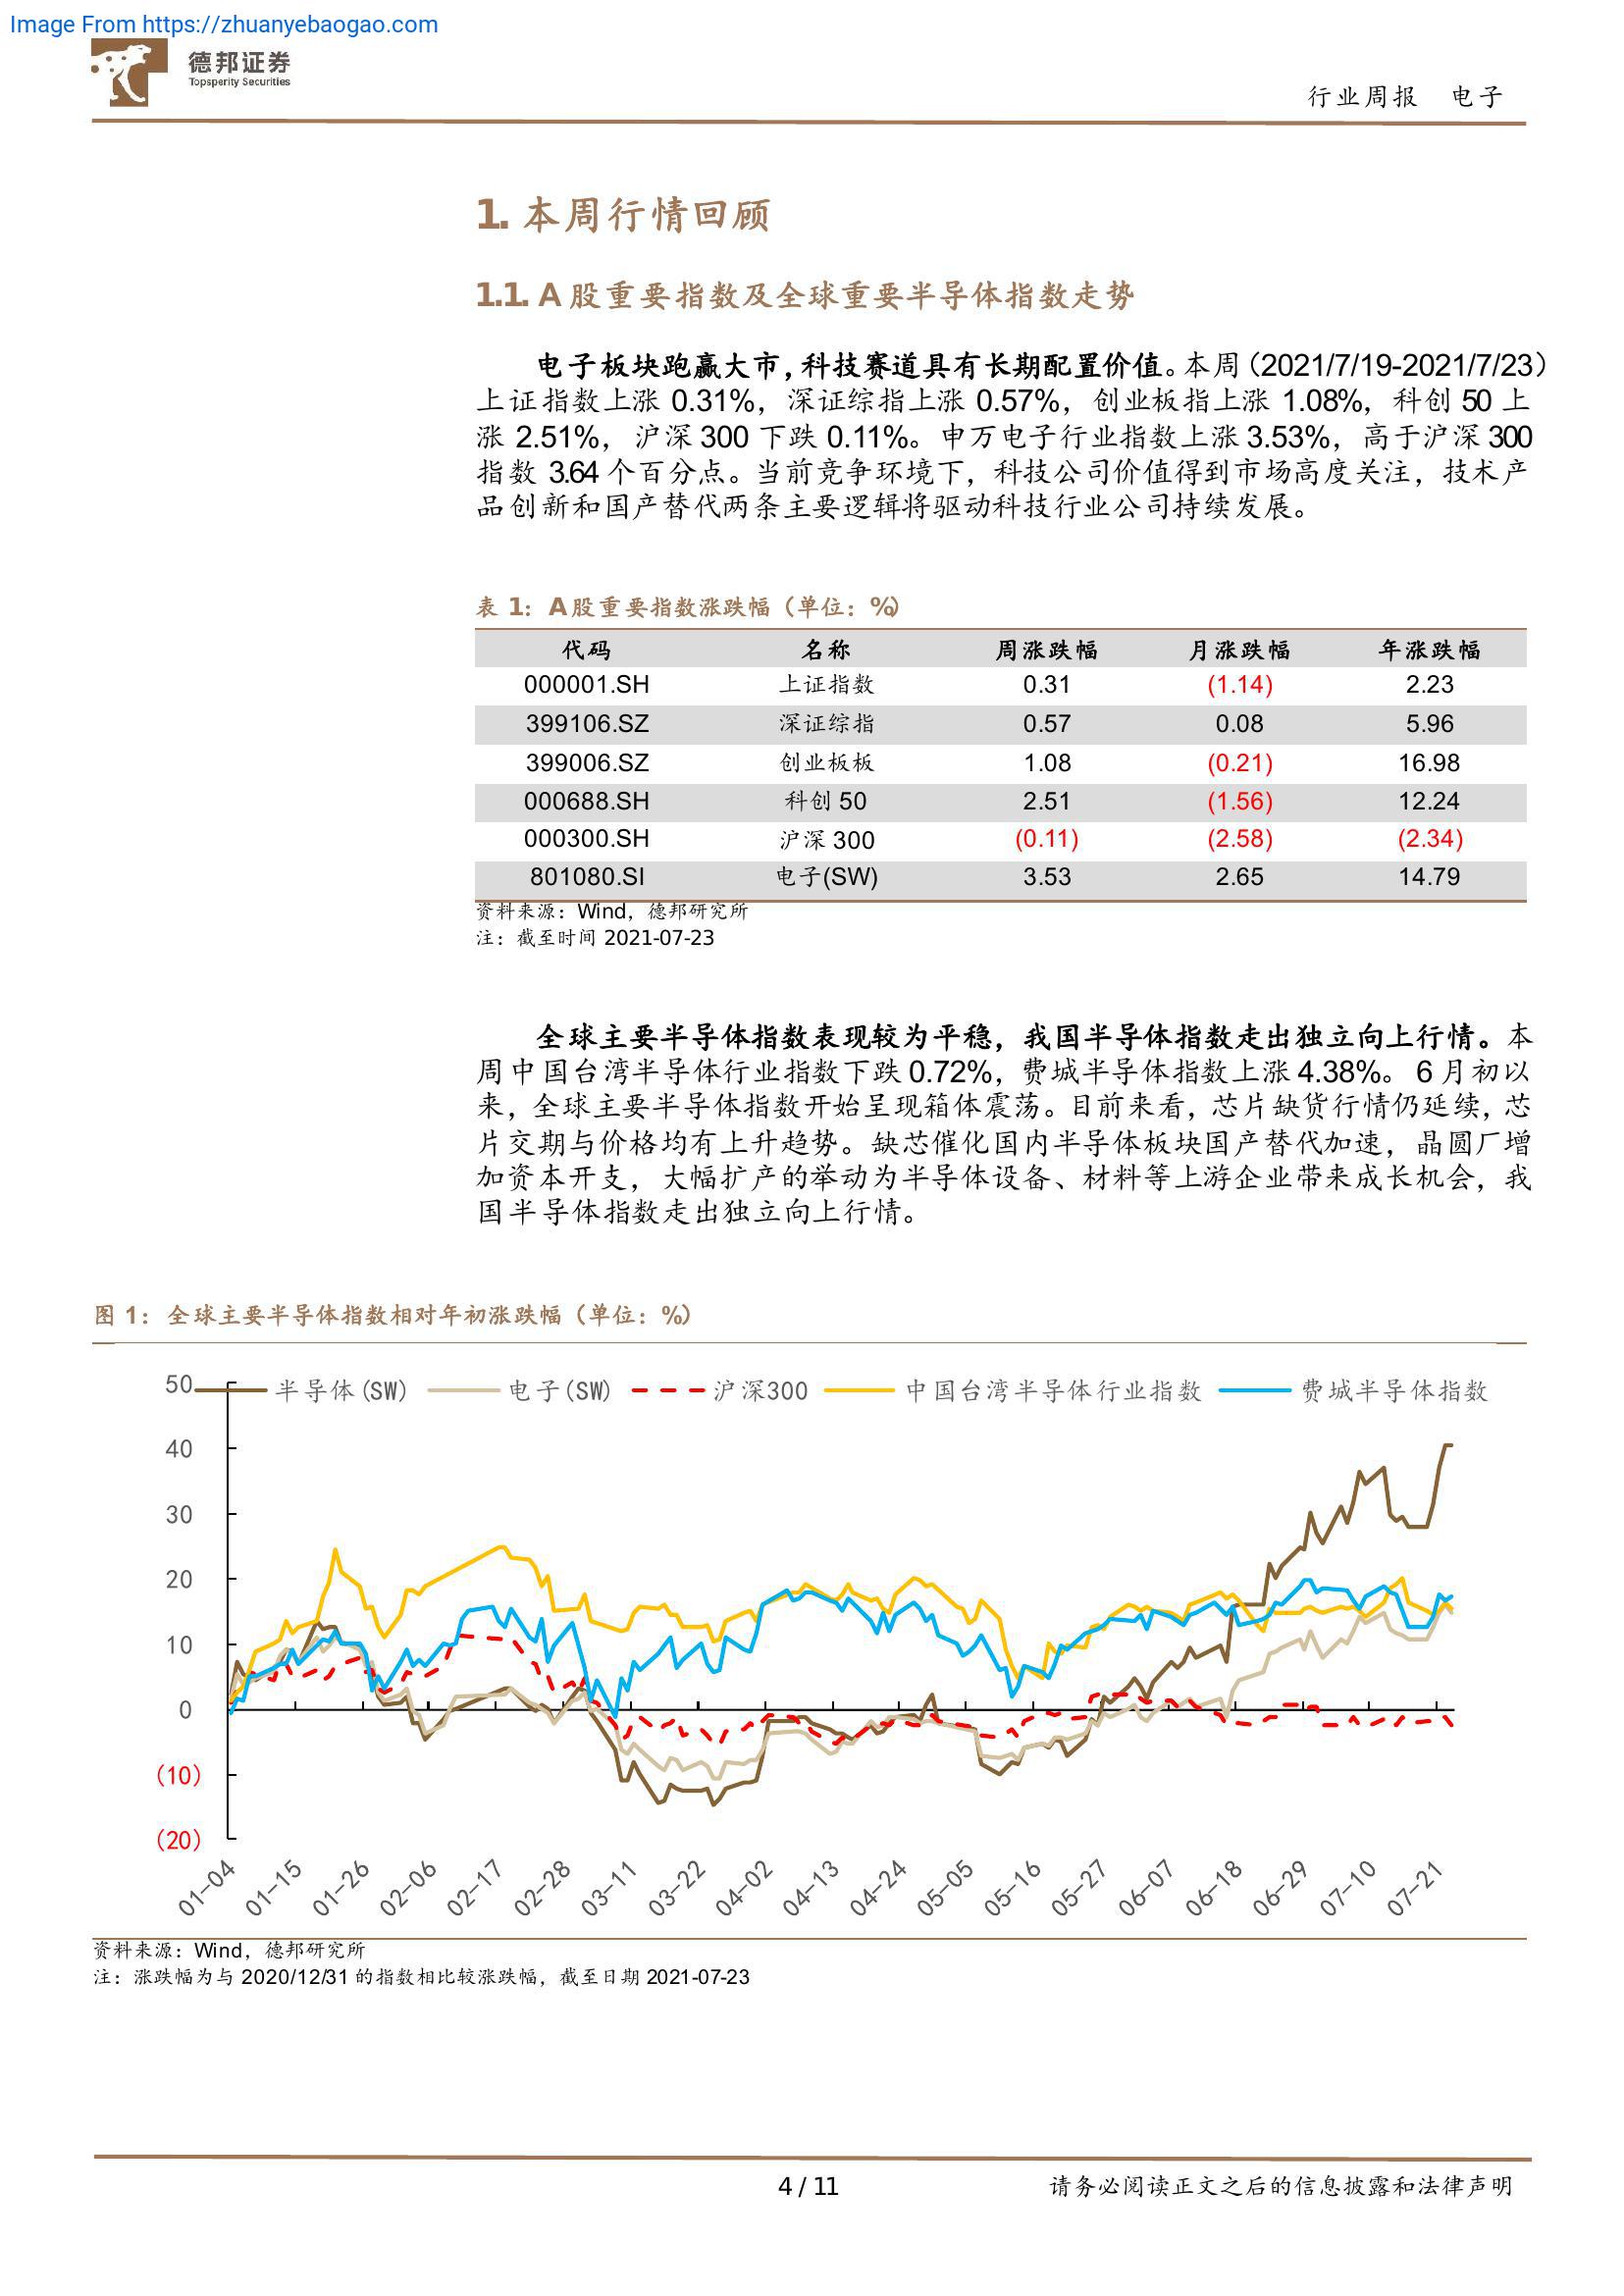 Image From https://zhuanyebaogao.com
德邦证券
Topsperity Securities
行业周报 电子
1. 本周行情回顾
1.1. A 股重要指数及全球重要半导体指数走势
电子板块跑赢大市，科技赛道具有长期配置价值。本周（2021/7/19-2021/7/23）
上证指数上涨 0.31%，深证综指上涨 0.57%，创业板指上涨 1.08%，科创 50 上
涨 2.51%，沪深 300 下跌 0.11%。申万电子行业指数上涨 3.53%，高于沪深 300
指数 3.64 个百分点。当前竞争环境下，科技公司价值得到市场高度关注，技术产
品创新和国产替代两条主要逻辑将驱动科技行业公司持续发展。
表 1：A 股重要指数涨跌幅（单位：%）
代码 名称 周涨跌幅 月涨跌幅 年涨跌幅
000001.SH 上证指数 0.31 (1.14) 2.23
399106.SZ 深证综指 0.57 0.08 5.96
399006.SZ 创业板板 1.08 (0.21) 16.98
000688.SH 科创 50 2.51 (1.56) 12.24
000300.SH 沪深 300 (0.11) (2.58) (2.34)
801080.SI 电子(SW) 3.53 2.65 14.79
资料来源：Wind，德邦研究所
注：截至时间 2021-07-23
全球主要半导体指数表现较为平稳，我国半导体指数走出独立向上行情。本
周中国台湾半导体行业指数下跌 0.72%，费城半导体指数上涨 4.38%。 6 月初以
来，全球主要半导体指数开始呈现箱体震荡。目前来看，芯片缺货行情仍延续，芯
片交期与价格均有上升趋势。缺芯催化国内半导体板块国产替代加速，晶圆厂增
加资本开支，大幅扩产的举动为半导体设备、材料等上游企业带来成长机会，我
国半导体指数走出独立向上行情。
图 1：全球主要半导体指数相对年初涨跌幅（单位：%）
半导体(SW) 电子(SW) 沪深300 中国台湾半导体行业指数 费城半导体指数
50
40
30
20
10
0
(10)
(20)
01-04 01-15 01-26 02-06 02-17 02-28 03-11 03-22 04-02 04-13 04-24 05-05 05-16 05-27 06-07 06-18 06-29 07-10 07-21
资料来源：Wind，德邦研究所
注：涨跌幅为与 2020/12/31 的指数相比较涨跌幅，截至日期 2021-07-23
4 / 11
请务必阅读正文之后的信息披露和法律声明